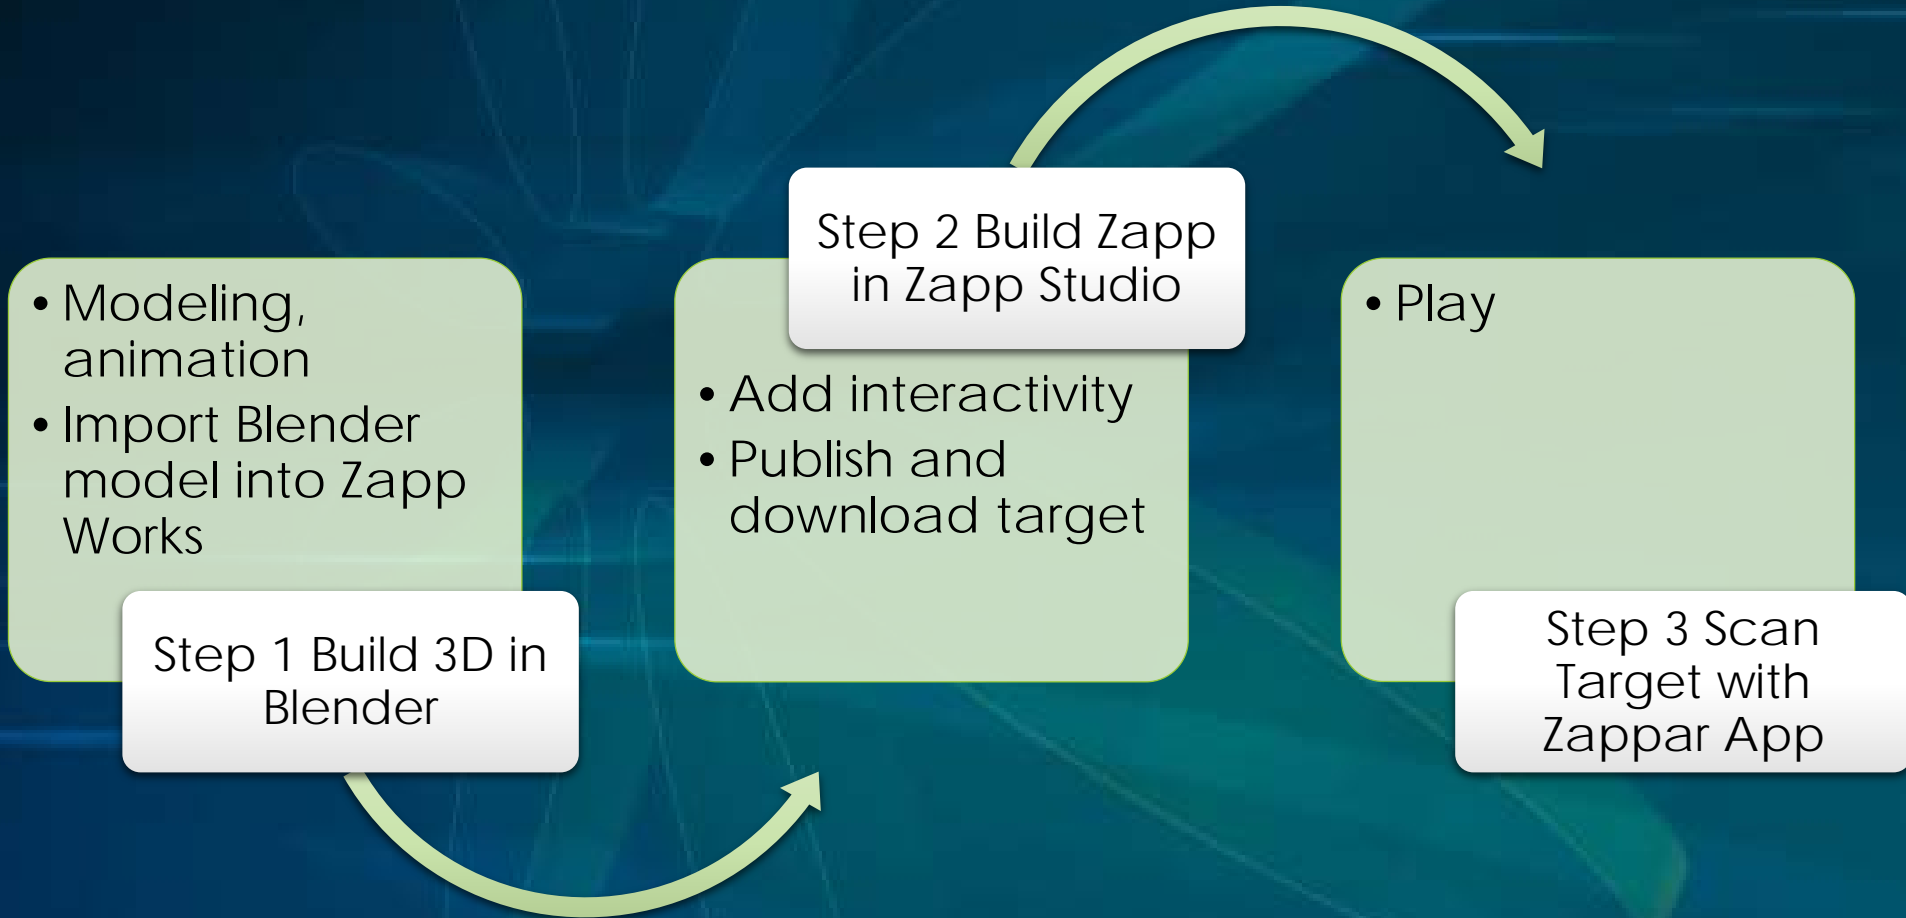 • Modeling,
animation
• Import Blender
model into Zapp
Works
Step 1 Build 3D in
Blender
Step 2 Build Zapp
in Zapp Studio
• Add interactivity
• Publish and
download target
• Play
Step 3 Scan
Target with
Zappar App